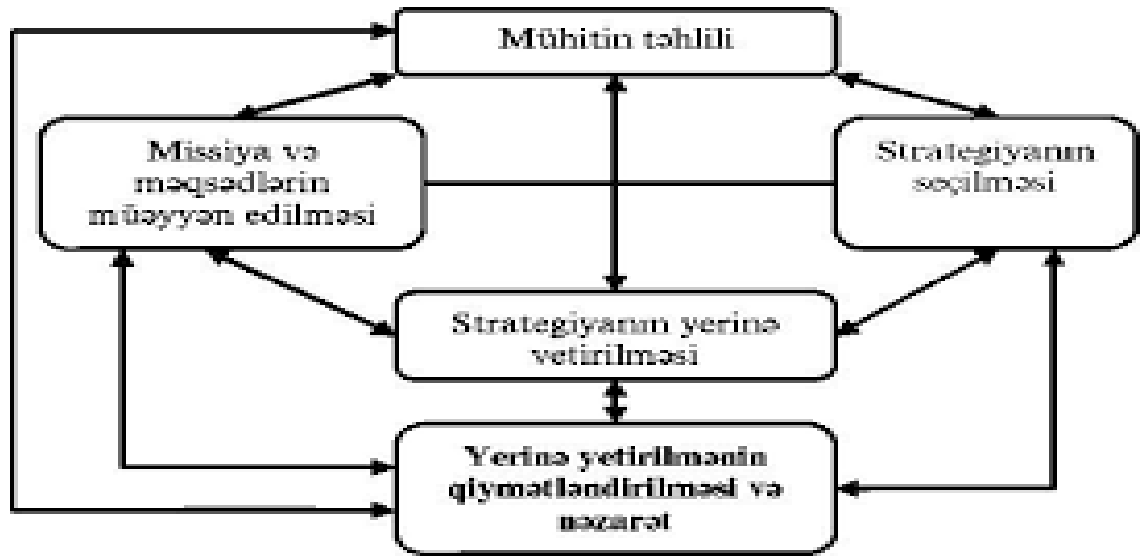 Mühitin təhlili
Missiya və
məqsədlərin
müəyyən edilməsi
Strategiyanın
seçilməsi
Strategiyanın yerinə
yetirilməsi
Yerinə yetirilmənin
qiymətləndirilməsi və
nəzarət